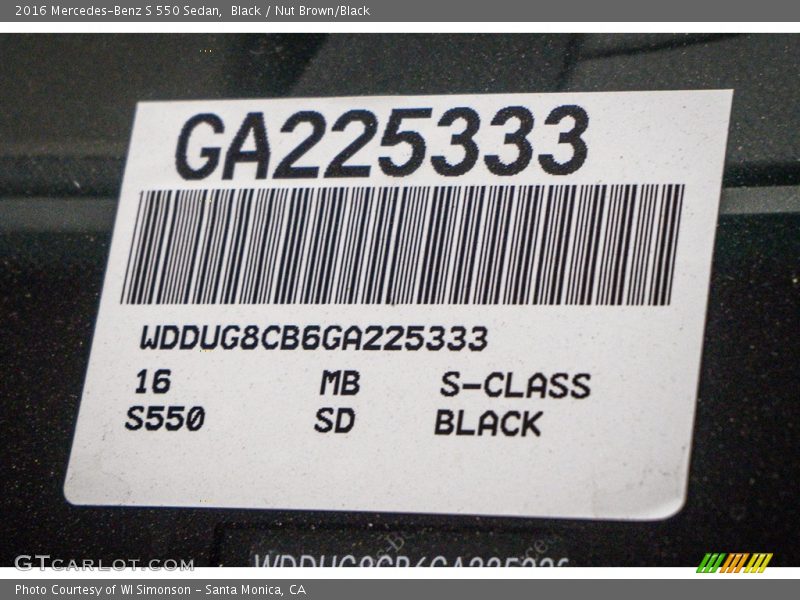 2016 Mercedes-Benz S 550 Sedan,  Black / Nut Brown/Black
GA225333
WDDUG8CB6GA225333
16 MB S-CLASS
S550 SD BLACK
GTCARLOT.COM
Photo Courtesy of WI Simonson - Santa Monica, CA